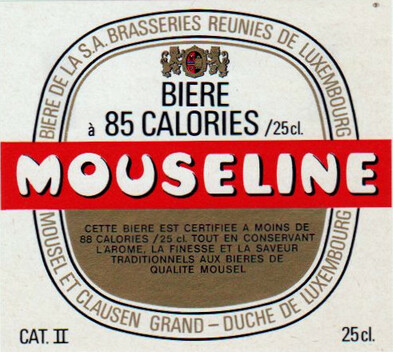 BIERE DE LA S.A. BRASSERIES REUNIES DE LUXEMBOURG
BIERE
à 85 CALORIES /25cl.
MOUSELINE
CETTE BIERE EST CERTIFIEE A MOINS DE
88 CALORIES /25 cl. TOUT EN CONSERVANT
L'AROME, LA FINESSE ET LA SAVEUR
TRADITIONNELS AUX BIERES DE
QUALITE MOUSEL
MOUSEL ET CLAUSEN GRAND-DUCHE DE LUXEMBOURG
CAT. II
25cl.